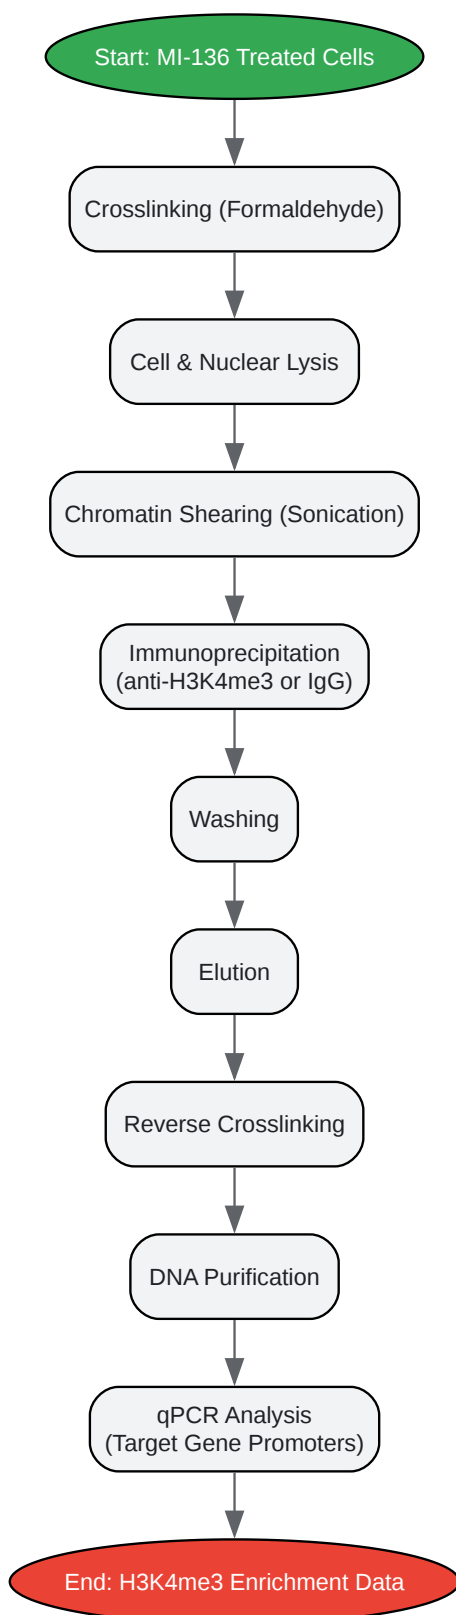 Start: MI-136 Treated Cells
Crosslinking (Formaldehyde)
Cell & Nuclear Lysis
Chromatin Shearing (Sonication)
Immunoprecipitation
(anti-H3K4me3 or IgG)
Washing
Elution
Reverse Crosslinking
DNA Purification
qPCR Analysis
(Target Gene Promoters)
End: H3K4me3 Enrichment Data